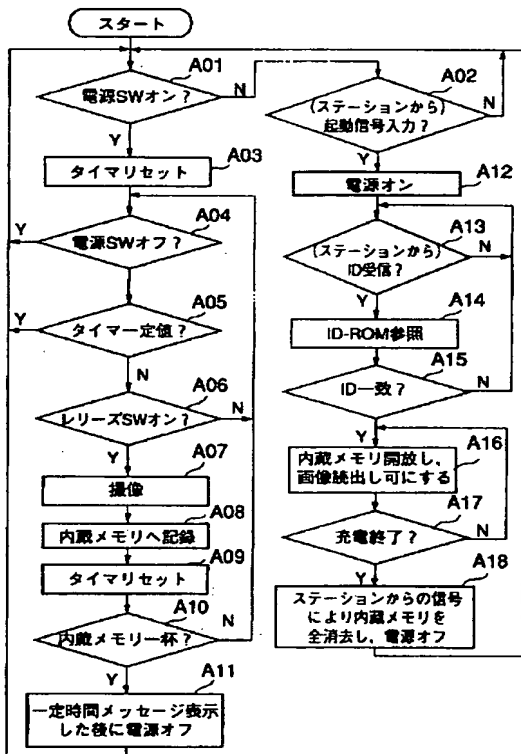 スタート
A01
電源SWオン?
N
Y
A02
(ステーションから)
起動信号入力?
N
Y
A03
タイマリセット
A12
電源オン
A04
電源SWオフ?
Y
A13
(ステーションから)
ID受信?
N
Y
A05
タイマー定値?
Y
N
A14
ID-ROM参照
A06
レリーズSWオン?
N
Y
A15
ID一致?
N
Y
A07
撮像
A16
内蔵メモリ開放し、
画像読出し可にする
A08
内蔵メモリへ記録
A17
充電終了?
N
Y
A09
タイマリセット
A10
内蔵メモリ一杯?
N
Y
A18
ステーションからの信号
により内蔵メモリを
全消去し、電源オフ
A11
一定時間メッセージ表示
した後に電源オフ